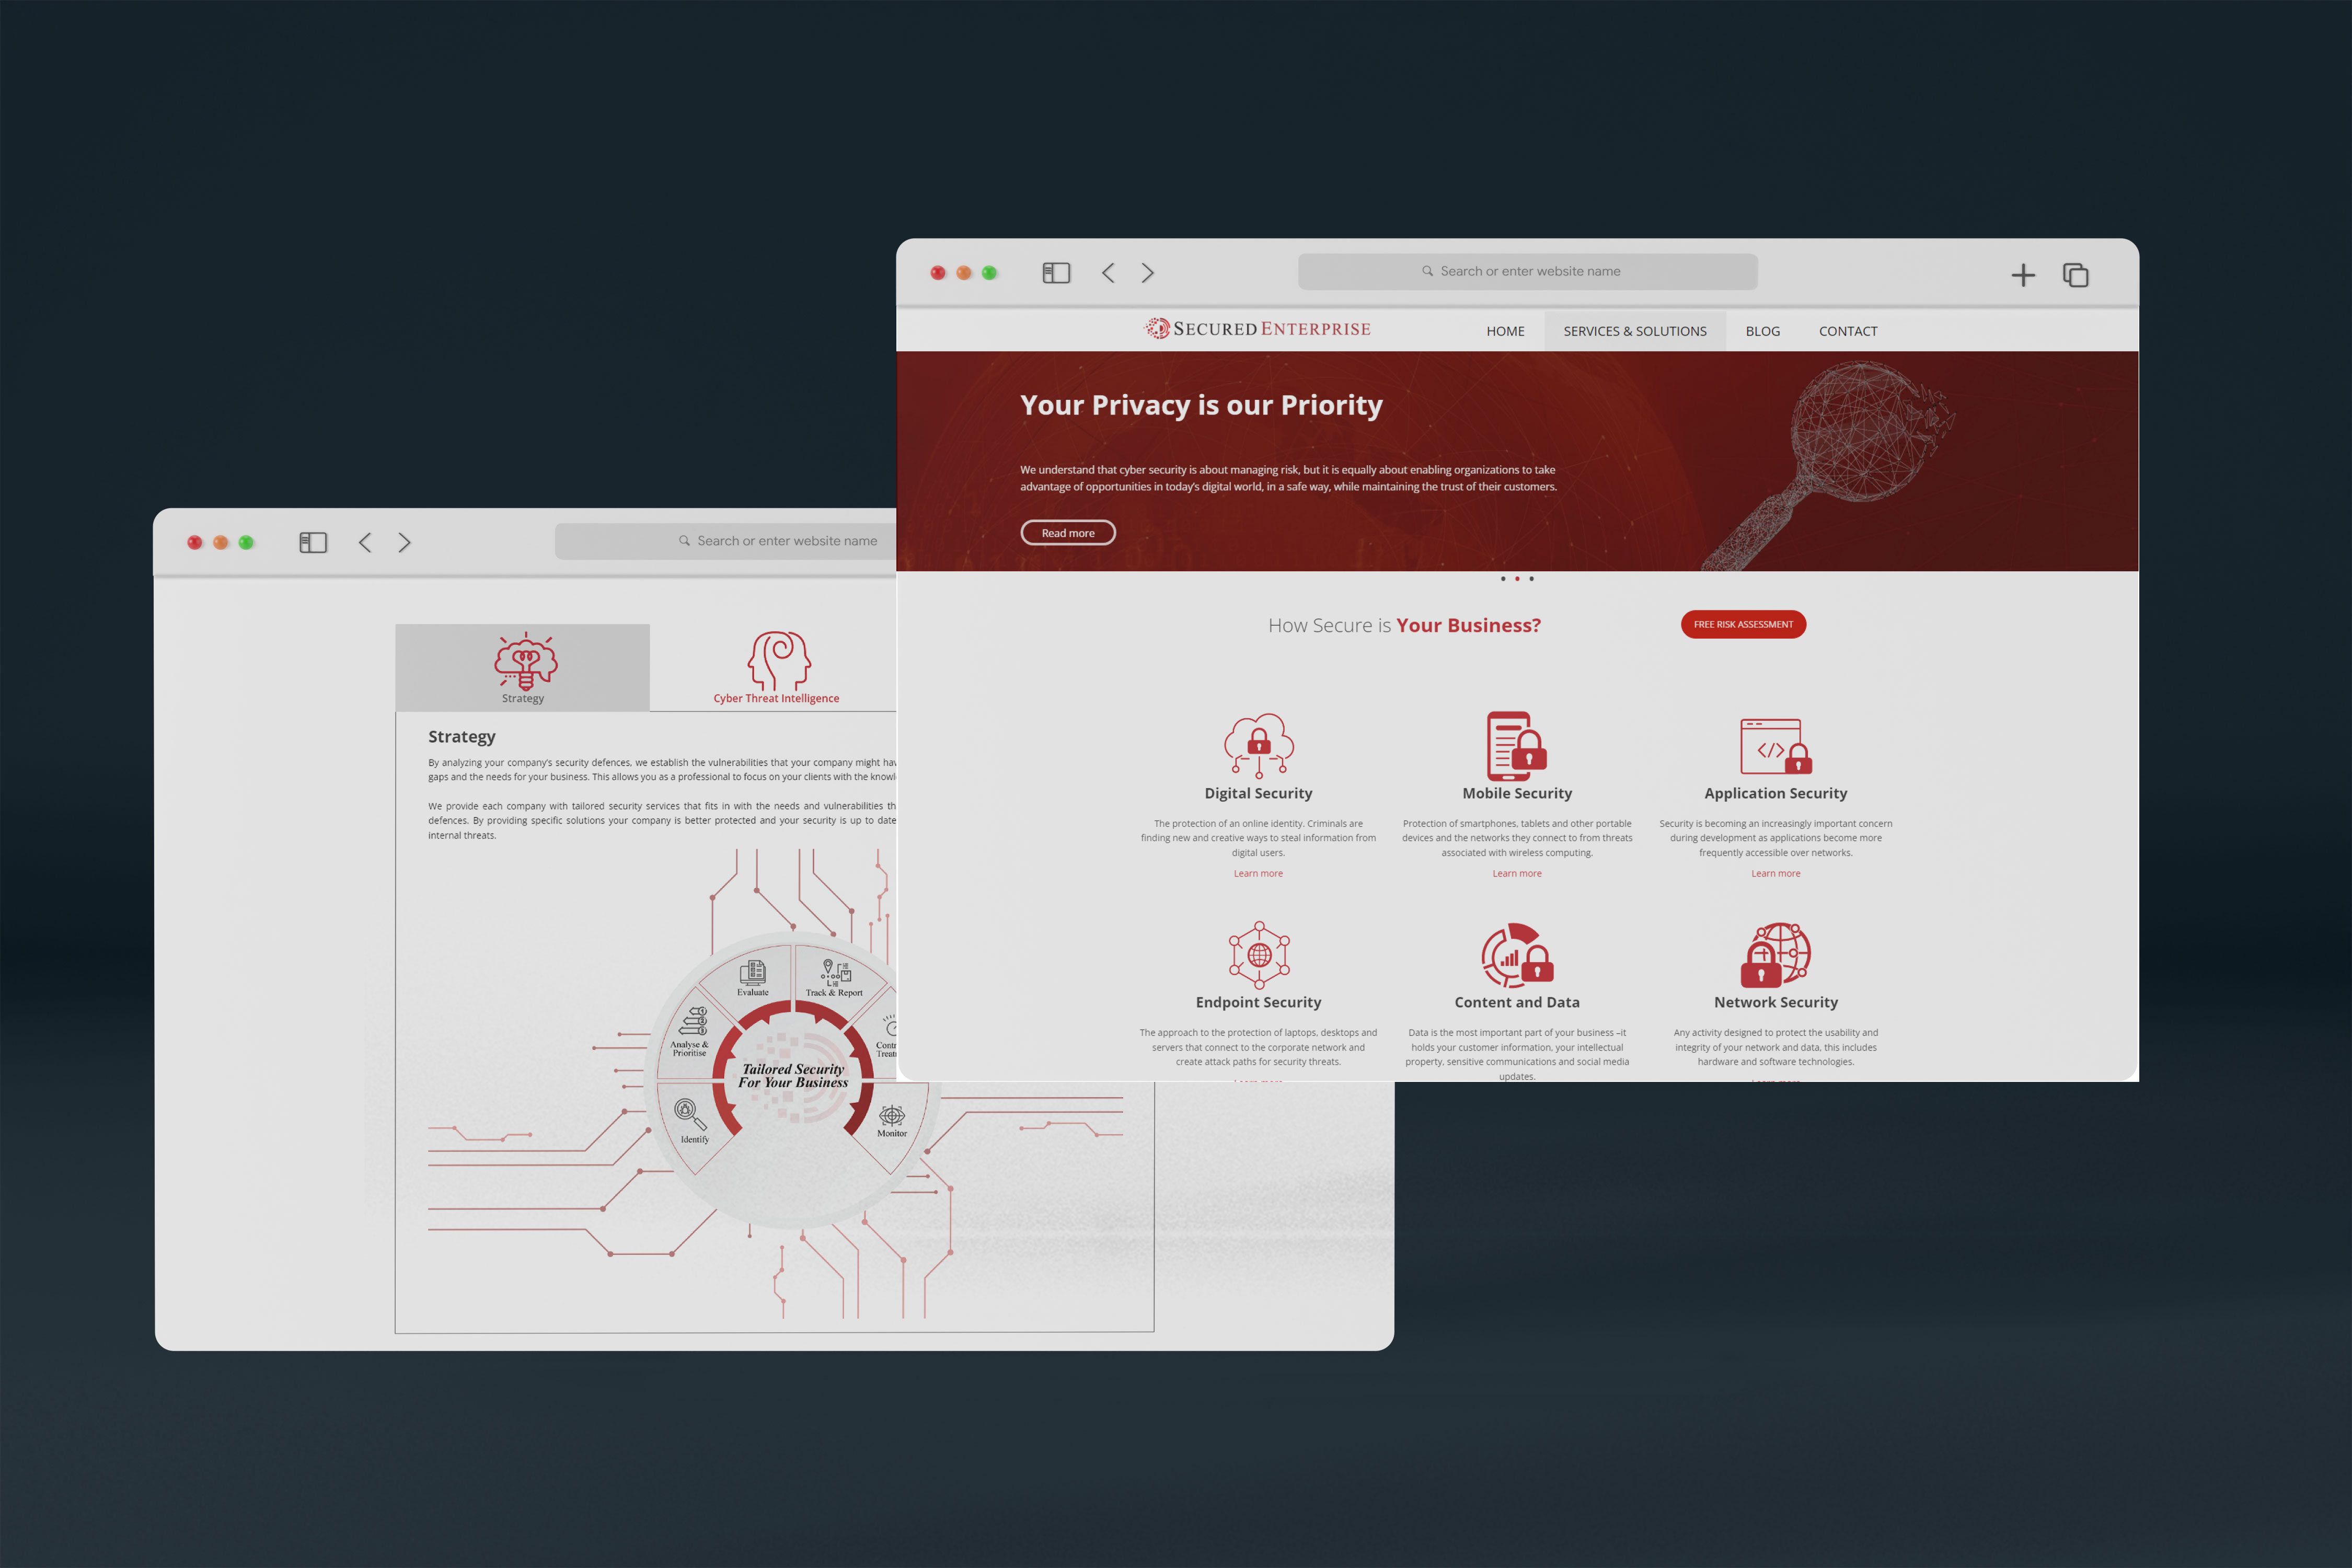 Search or enter website name
SECURED ENTERPRISE
HOME
SERVICES & SOLUTIONS
BLOG
CONTACT
Your Privacy is our Priority
We understand that cyber security is about managing risk, but it is equally about enabling organizations to take
advantage of opportunities in today's digital world, in a safe way, while maintaining the trust of their customers.
Read more
How Secure is Your Business?
FREE RISK ASSESSMENT
Digital Security
The protection of an online identity. Criminals are
finding new and creative ways to steal information from
digital users.
Learn more
Mobile Security
Protection of smartphones, tablets and other portable
devices and the networks they connect to from threats
associated with wireless computing.
Learn more
Application Security
Security is becoming an increasingly important concern
during development as applications become more
frequently accessible over networks.
Learn more
Endpoint Security
The approach to the protection of laptops, desktops and
servers that connect to the corporate network and
create attack paths for security threats.
Content and Data
Data is the most important part of your business –it
holds your customer information, your intellectual
property, sensitive communications and social media
updates.
Network Security
Any activity designed to protect the usability and
integrity of your network and data, this includes
hardware and software technologies.
Search or enter website name
Strategy
Cyber Threat Intelligence
Strategy
By analyzing your company's security defences, we establish the vulnerabilities that your company might
gaps and the needs for your business. This allows you as a professional to focus on your clients with the
We provide each company with tailored security services that fits in with the needs and vulnerabilities
defences. By providing specific solutions your company is better protected and your security is up to date
internal threats.
Evaluate
Track & Report
Analyse &
Prioritise
Tailored Security
For Your Business
Identify
Monitor